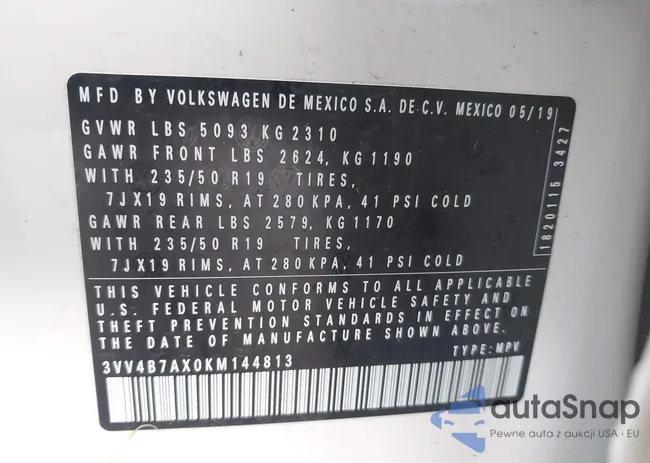 MFD BY VOLKSWAGEN DE MEXICO S.A. DE C.V. MEXICO 05/19
GVWR LBS 5093 KG 2310
GAWR FRONT LBS 2624, KG 1190
WITH 235/50 R19 TIRES,
7JX19 RIMS, AT 280 KPA, 41 PSI COLD
GAWR REAR LBS 2579, KG 1170
WITH 235/50 R19 TIRES,
7JX19 RIMS, AT 280 KPA, 41 PSI COLD
THIS VEHICLE CONFORMS TO ALL APPLICABLE
U.S. FEDERAL MOTOR VEHICLE SAFETY AND
THEFT PREVENTION STANDARDS IN EFFECT ON
THE DATE OF MANUFACTURE SHOWN ABOVE.
3VV4B7AX0KM144813 TYPE: MPV
1820115 3427
autoSnap
Pewne auta z aukcji USA i EU